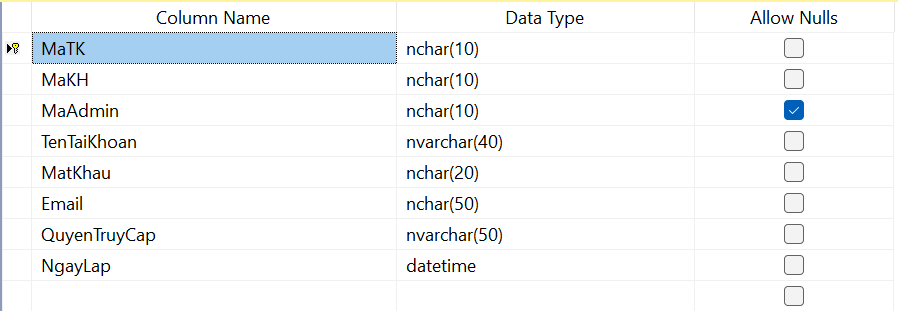 Column Name Data Type Allow Nulls
MaTK nchar(10)
MaKH nchar(10)
MaAdmin nchar(10)
TenTaiKhoan nvarchar(40)
MatKhau nchar(20)
Email nchar(50)
QuyenTruyCap nvarchar(50)
NgayLap datetime